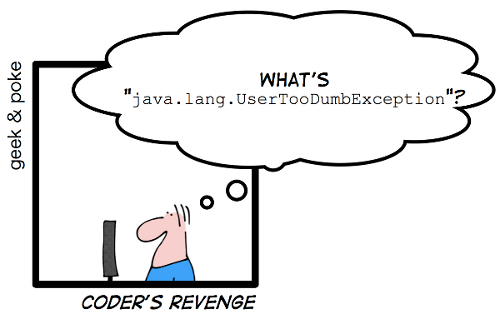 WHAT'S
"java.lang.UserTooDumbException"?
geek & poke
CODER'S REVENGE